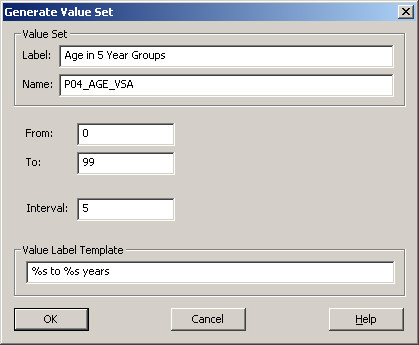 Generate Value Set
Value Set
Label: Age in 5 Year Groups
Name: P04_AGE_VSA
From: 0
To: 99
Interval: 5
Value Label Template
%s to %s years
OK Cancel Help